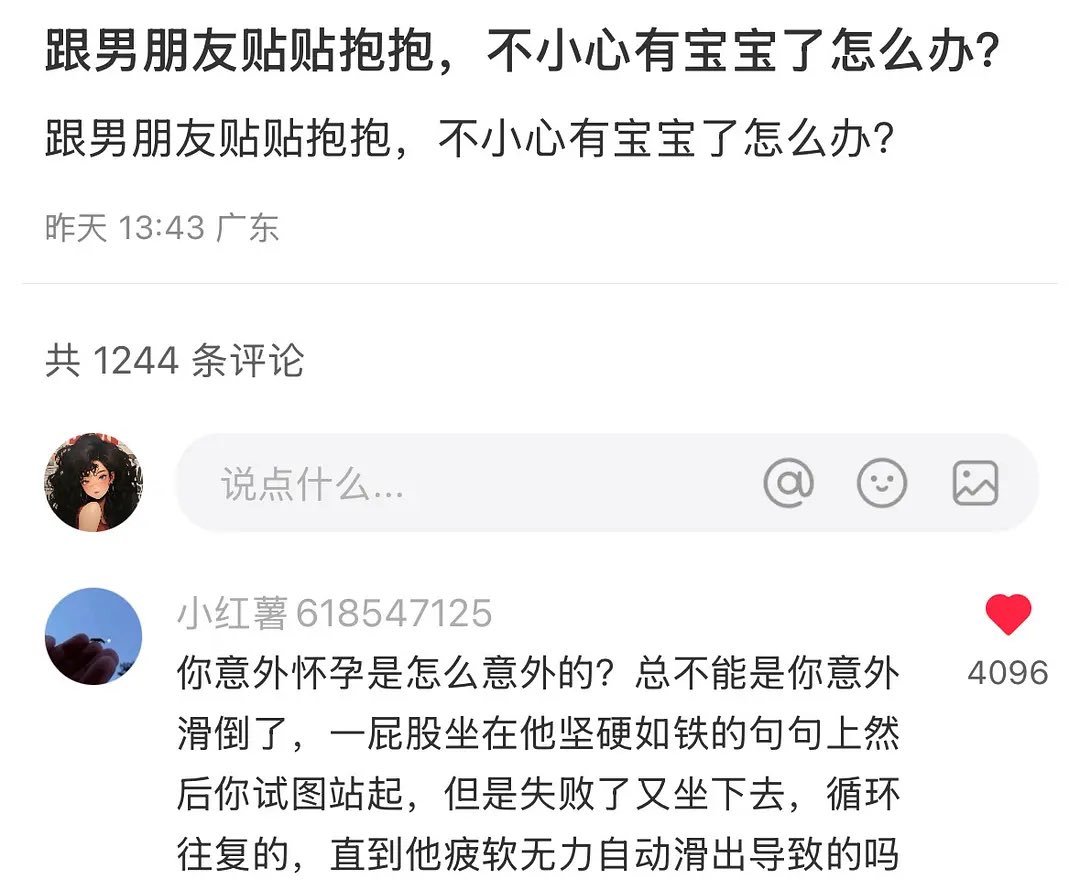 跟男朋友贴贴抱抱，不小心有宝宝了怎么办？
跟男朋友贴贴抱抱，不小心有宝宝了怎么办？
昨天 13:43 广东
共 1244 条评论
说点什么...
小红薯618547125
你意外怀孕是怎么意外的？总不能是你意外
滑倒了，一屁股坐在他坚硬如铁的句句上然
后你试图站起，但是失败了又坐下去，循环
往复的，直到他疲软无力自动滑出导致的吗
4096